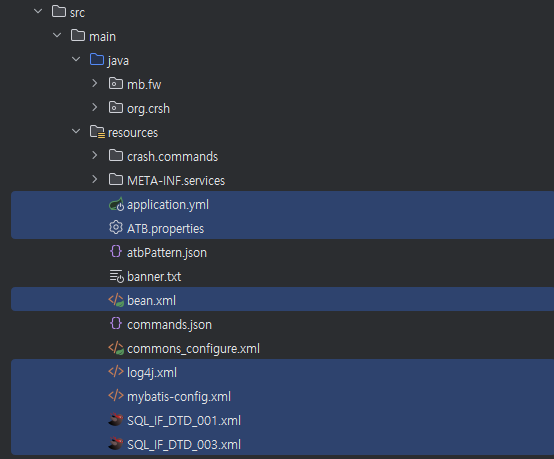 src
main
java
mb.fw
org.crsh
resources
crash.commands
META-INF.services
application.yml
ATB.properties
atbPattern.json
banner.txt
bean.xml
commands.json
commons_configure.xml
log4j.xml
mybatis-config.xml
SQL_IF_DTD_001.xml
SQL_IF_DTD_003.xml